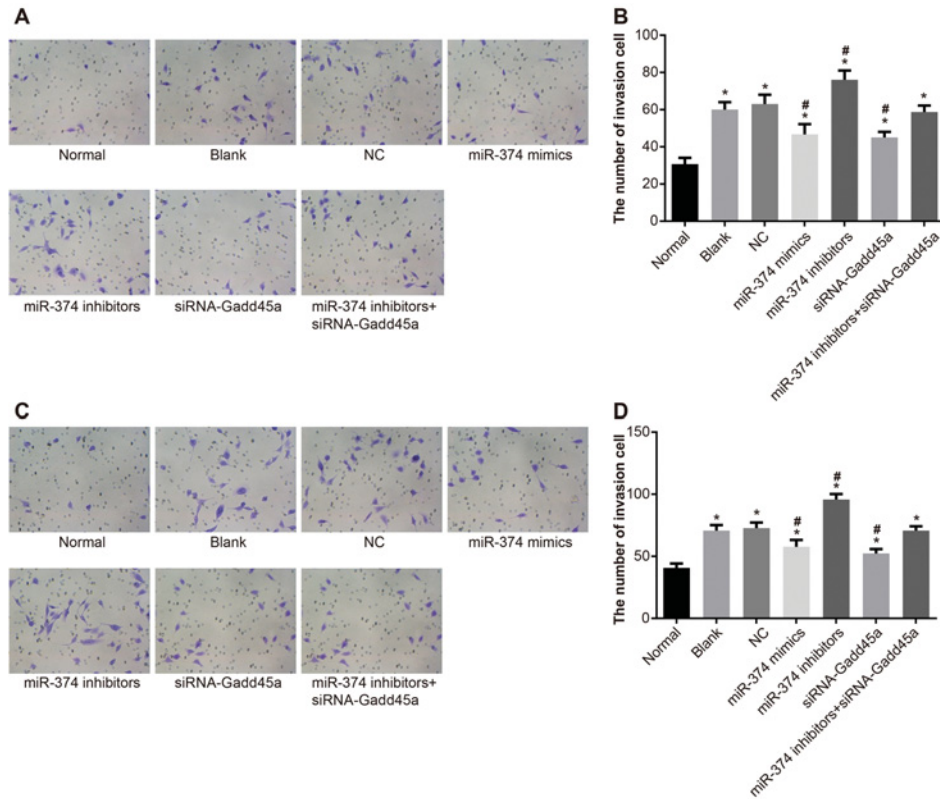 A
Normal
Blank
NC
miR-374 mimics
miR-374 inhibitors
siRNA-Gadd45a
miR-374 inhibitors+
siRNA-Gadd45a
B
The number of invasion cell
100
80
60
40
20
0
*
*
#
*
#
*
#
*
*
Normal
Blank
NC
miR-374 mimics
miR-374 inhibitors
siRNA-Gadd45a
miR-374 inhibitors+siRNA-Gadd45a
C
Normal
Blank
NC
miR-374 mimics
miR-374 inhibitors
siRNA-Gadd45a
miR-374 inhibitors+
siRNA-Gadd45a
D
The number of invasion cell
150
100
50
0
*
*
#
*
#
*
#
*
*
Normal
Blank
NC
miR-374 mimics
miR-374 inhibitors
siRNA-Gadd45a
miR-374 inhibitors+siRNA-Gadd45a